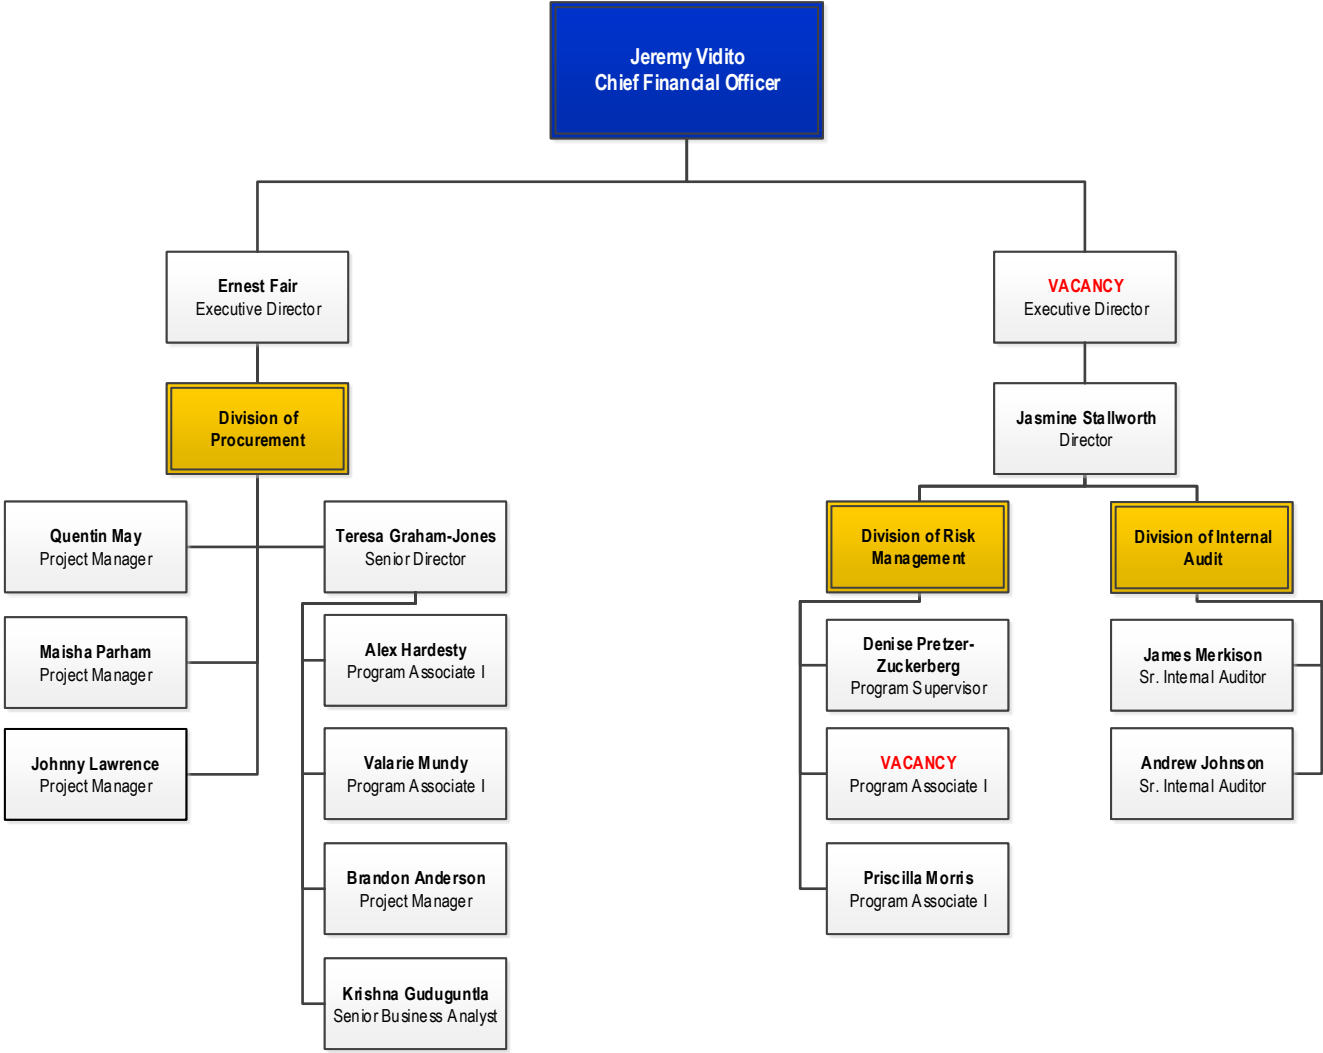 Jeremy Vidito
Chief Financial Officer
Ernest Fair
Executive Director
VACANCY
Executive Director
Division of
Procurement
Jasmine Stallworth
Director
Quentin May
Project Manager
Teresa Graham-Jones
Senior Director
Division of Risk
Management
Division of Internal
Audit
Maisha Parham
Project Manager
Alex Hardesty
Program Associate I
Denise Pretzer-
Zuckerberg
Program Supervisor
James Merkison
Sr. Internal Auditor
Johnny Lawrence
Project Manager
Valarie Mundy
Program Associate I
VACANCY
Program Associate I
Andrew Johnson
Sr. Internal Auditor
Brandon Anderson
Project Manager
Priscilla Morris
Program Associate I
Krishna Guduguntla
Senior Business Analyst